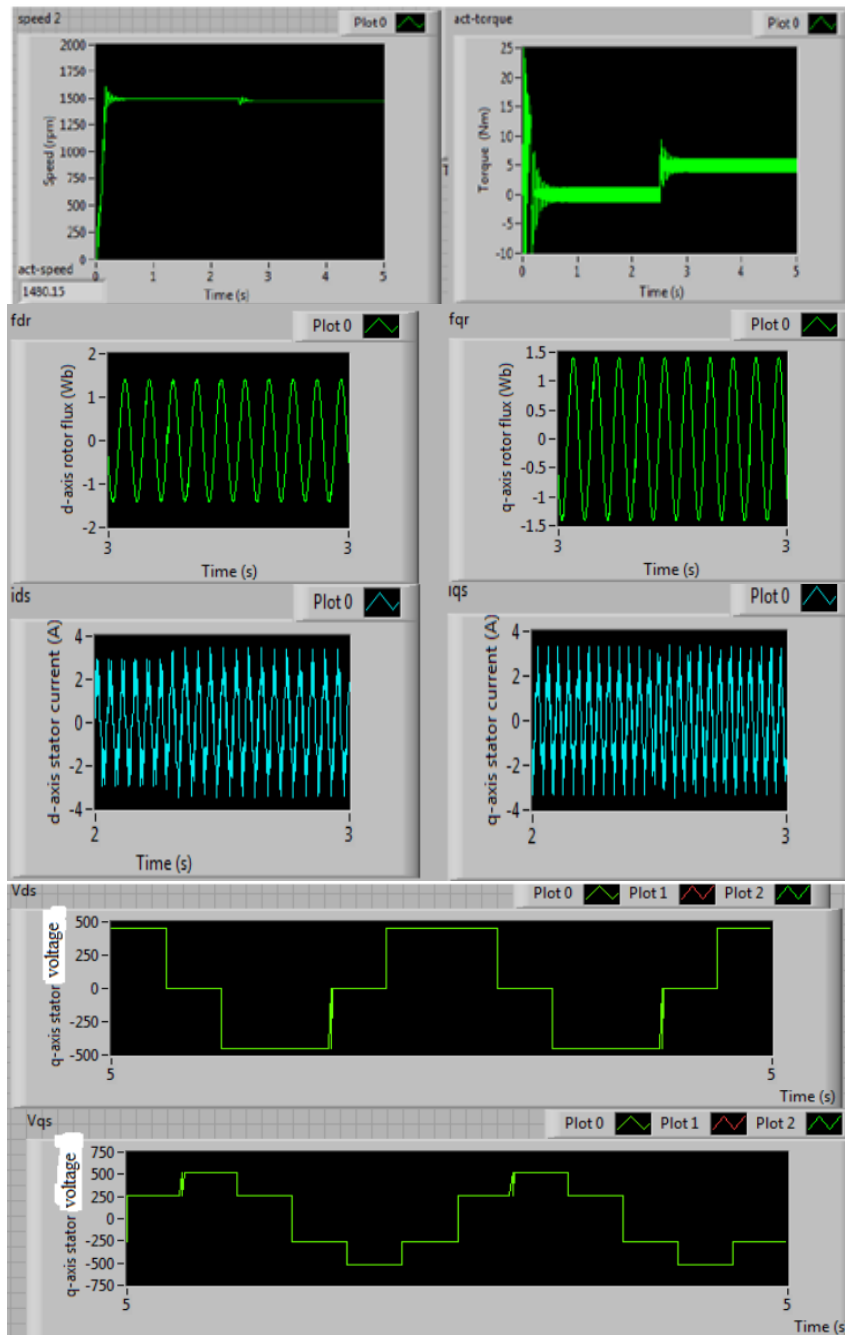 speed 2
Plot 0
2000
1750
1500
1250
1000
750
500
250
0
Speed (rpm)
0 1 2 3 4 5
Time (s)
act-speed
1480.15
act-torque
Plot 0
25
20
15
10
5
0
-5
-10
Torque (Nm)
0 1 2 3 4 5
Time (s)
fdr
Plot 0
2
1
0
-1
-2
d-axis rotor flux (Wb)
3 3
Time (s)
fqr
Plot 0
1.5
1
0.5
0
-0.5
-1
-1.5
q-axis rotor flux (Wb)
3 3
Time (s)
ids
Plot 0
4
2
0
-2
-4
d-axis stator current (A)
2 3
Time (s)
iqs
Plot 0
4
2
0
-2
-4
q-axis stator current (A)
2 3
Vds
Plot 0 Plot 1 Plot 2
500
250
0
-250
-500
q-axis stator voltage
5 5
Time (s)
Vqs
Plot 0 Plot 1 Plot 2
750
500
250
0
-250
-500
-750
q-axis stator voltage
5 5
Time (s